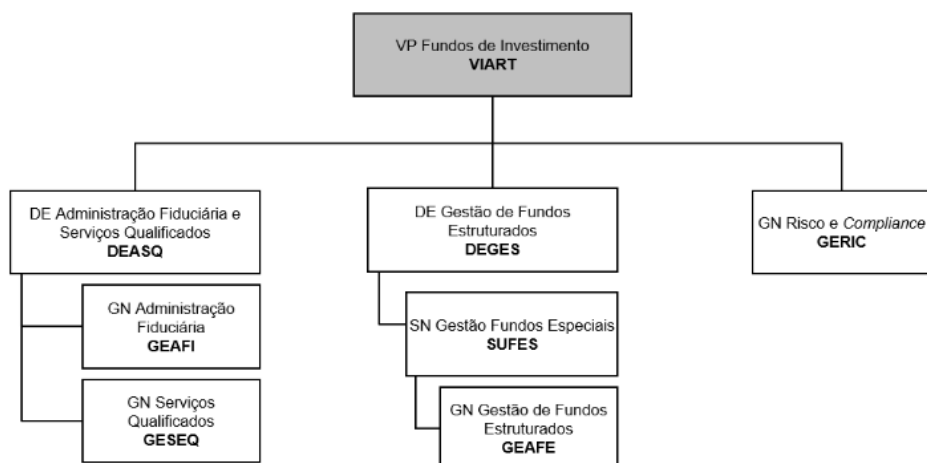 VP Fundos de Investimento
VIART
DE Administração Fiduciária e
Serviços Qualificados
DEASQ
GN Administração
Fiduciária
GEAFI
GN Serviços
Qualificados
GESEQ
DE Gestão de Fundos
Estruturados
DEGES
SN Gestão Fundos Especiais
SUFES
GN Gestão de Fundos
Estruturados
GEAFE
GN Risco e Compliance
GERIC